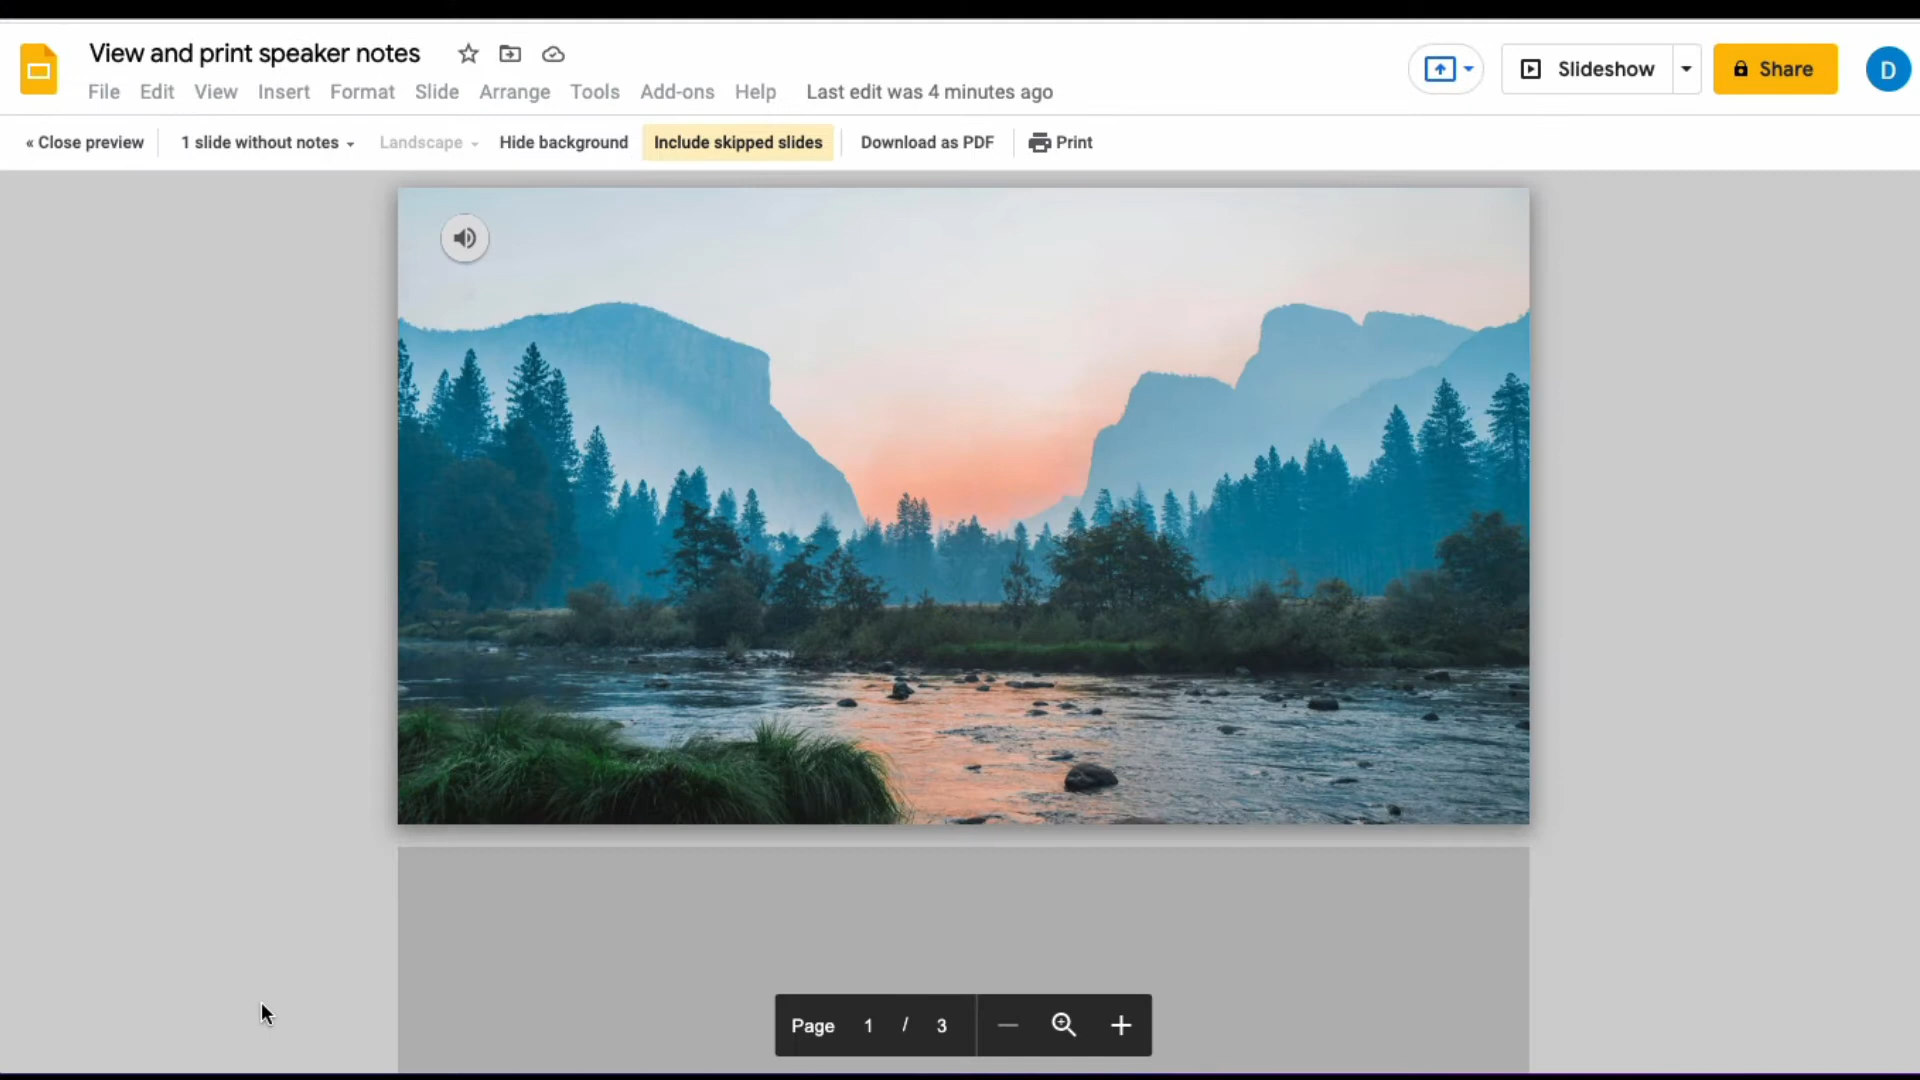 View and print speaker notes
Slideshow
Share
D
File Edit View Insert Format Slide Arrange Tools Add-ons Help Last edit was 4 minutes ago
« Close preview 1 slide without notes Landscape Hide background Include skipped slides Download as PDF Print
Page 1 / 3